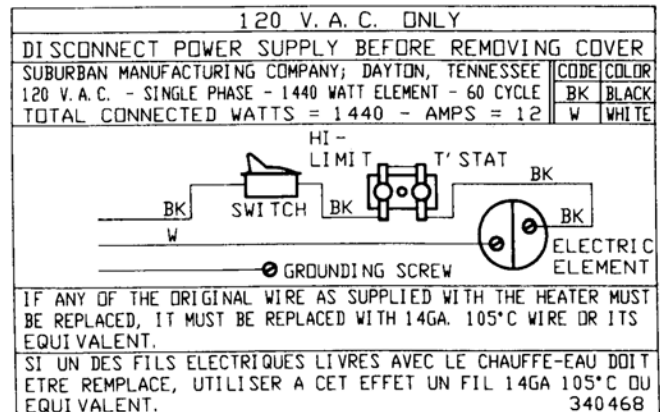 120 V.A.C. ONLY
DISCONNECT POWER SUPPLY BEFORE REMOVING COVER
SUBURBAN MANUFACTURING COMPANY; DAYTON, TENNESSEE
120 V.A.C. - SINGLE PHASE - 1440 WATT ELEMENT - 60 CYCLE
TOTAL CONNECTED WATTS = 1440 - AMPS = 12
CODE COLOR
BK BLACK
W WHITE
HI-
LIMIT T'STAT
BK
BK SWITCH BK BK
W
ELECTRIC
ELEMENT
GROUNDING SCREW
IF ANY OF THE ORIGINAL WIRE AS SUPPLIED WITH THE HEATER MUST
BE REPLACED, IT MUST BE REPLACED WITH 14GA. 105°C WIRE OR ITS
EQUIVALENT.
SI UN DES FILS ELECTRIQUES LIVRES AVEC LE CHAUFFE-EAU DOIT
ETRE REMPLACE, UTILISER A CET EFFET UN FIL 14GA 105°C OU
EQUIVALENT. 340468